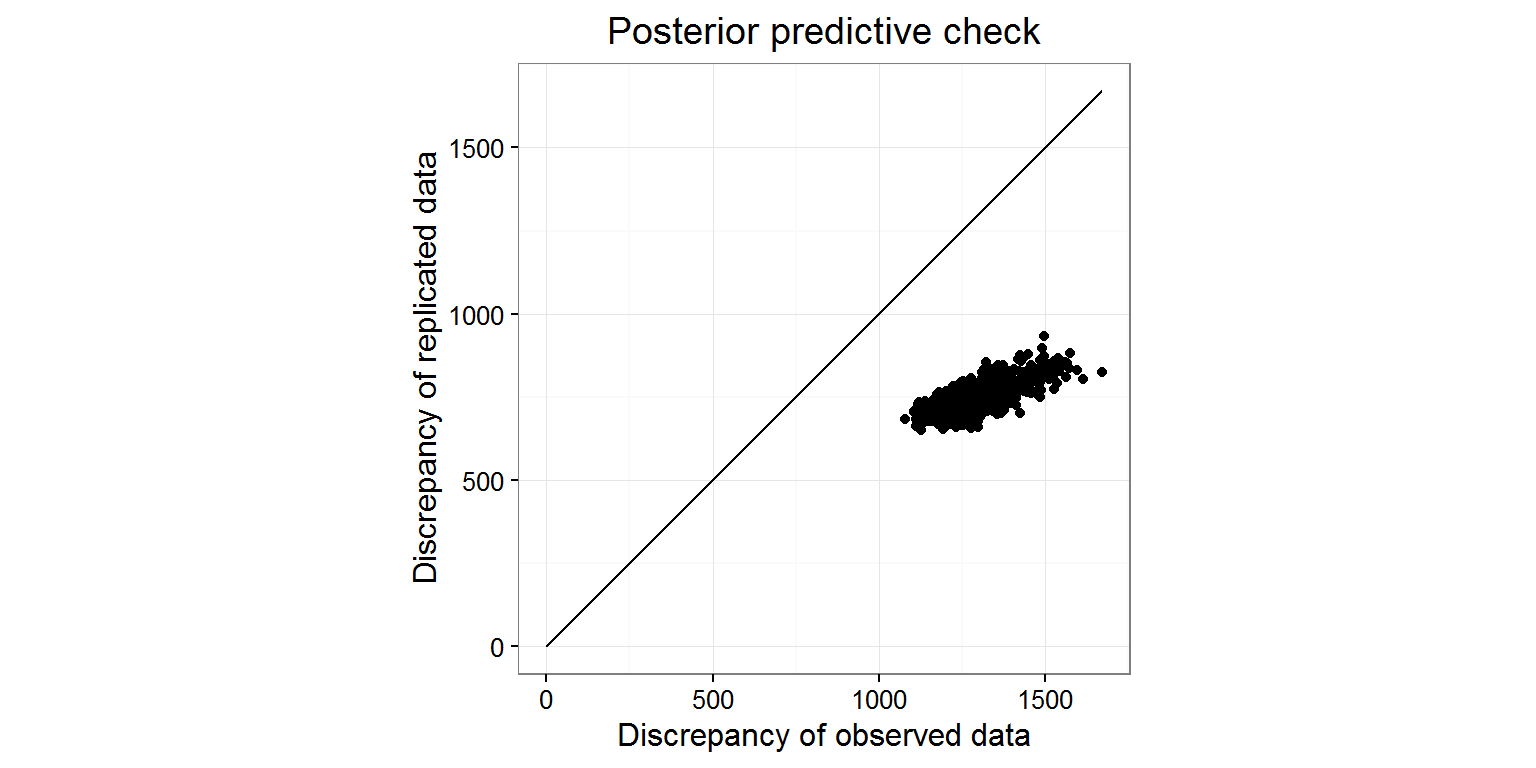 Posterior predictive check
Discrepancy of replicated data
1500
1000
500
0
0 500 1000 1500
Discrepancy of observed data